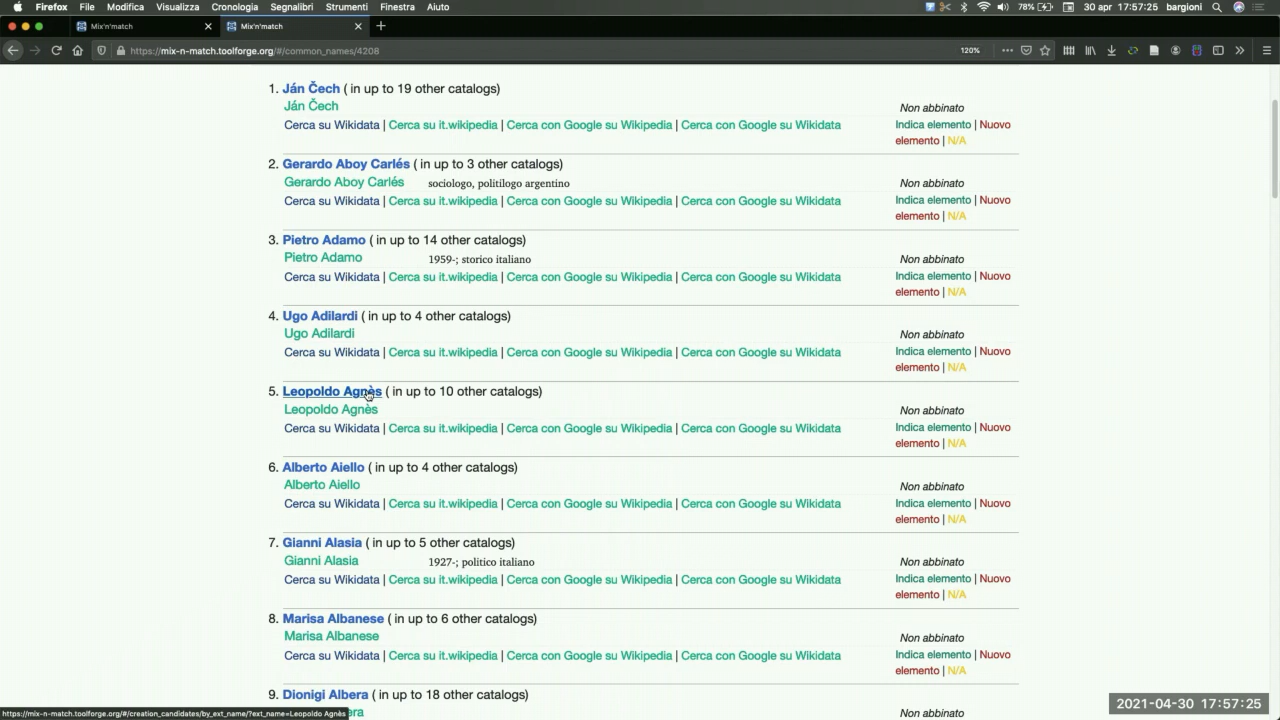 Firefox File Modifica Visualizza Cronologia Segnalibri Strumenti Finestra Aiuto 78% 30 apr 17:57:25 bargioni
Mix'n'match Mix'n'match
https://mix-n-match.toolforge.org/#/common_names/4208 120%
1. Ján Čech ( in up to 19 other catalogs)
Ján Čech Non abbinato
Cerca su Wikidata | Cerca su it.wikipedia | Cerca con Google su Wikipedia | Cerca con Google su Wikidata Indica elemento | Nuovo
elemento | N/A
2. Gerardo Aboy Carlés ( in up to 3 other catalogs)
Gerardo Aboy Carlés sociologo, politilogo argentino Non abbinato
Cerca su Wikidata | Cerca su it.wikipedia | Cerca con Google su Wikipedia | Cerca con Google su Wikidata Indica elemento | Nuovo
elemento | N/A
3. Pietro Adamo ( in up to 14 other catalogs)
Pietro Adamo 1959-; storico italiano Non abbinato
Cerca su Wikidata | Cerca su it.wikipedia | Cerca con Google su Wikipedia | Cerca con Google su Wikidata Indica elemento | Nuovo
elemento | N/A
4. Ugo Adilardi ( in up to 4 other catalogs)
Ugo Adilardi Non abbinato
Cerca su Wikidata | Cerca su it.wikipedia | Cerca con Google su Wikipedia | Cerca con Google su Wikidata Indica elemento | Nuovo
elemento | N/A
5. Leopoldo Agnès ( in up to 10 other catalogs)
Leopoldo Agnès Non abbinato
Cerca su Wikidata | Cerca su it.wikipedia | Cerca con Google su Wikipedia | Cerca con Google su Wikidata Indica elemento | Nuovo
elemento | N/A
6. Alberto Aiello ( in up to 4 other catalogs)
Alberto Aiello Non abbinato
Cerca su Wikidata | Cerca su it.wikipedia | Cerca con Google su Wikipedia | Cerca con Google su Wikidata Indica elemento | Nuovo
elemento | N/A
7. Gianni Alasia ( in up to 5 other catalogs)
Gianni Alasia 1927-; politico italiano Non abbinato
Cerca su Wikidata | Cerca su it.wikipedia | Cerca con Google su Wikipedia | Cerca con Google su Wikidata Indica elemento | Nuovo
elemento | N/A
8. Marisa Albanese ( in up to 6 other catalogs)
Marisa Albanese Non abbinato
Cerca su Wikidata | Cerca su it.wikipedia | Cerca con Google su Wikipedia | Cerca con Google su Wikidata Indica elemento | Nuovo
elemento | N/A
9. Dionigi Albera ( in up to 18 other catalogs)
era Non abbinato
https://mix-n-match.toolforge.org/#/creation_candidates/by_ext_name/?ext_name=Leopoldo Agnès
2021-04-30 17:57:25